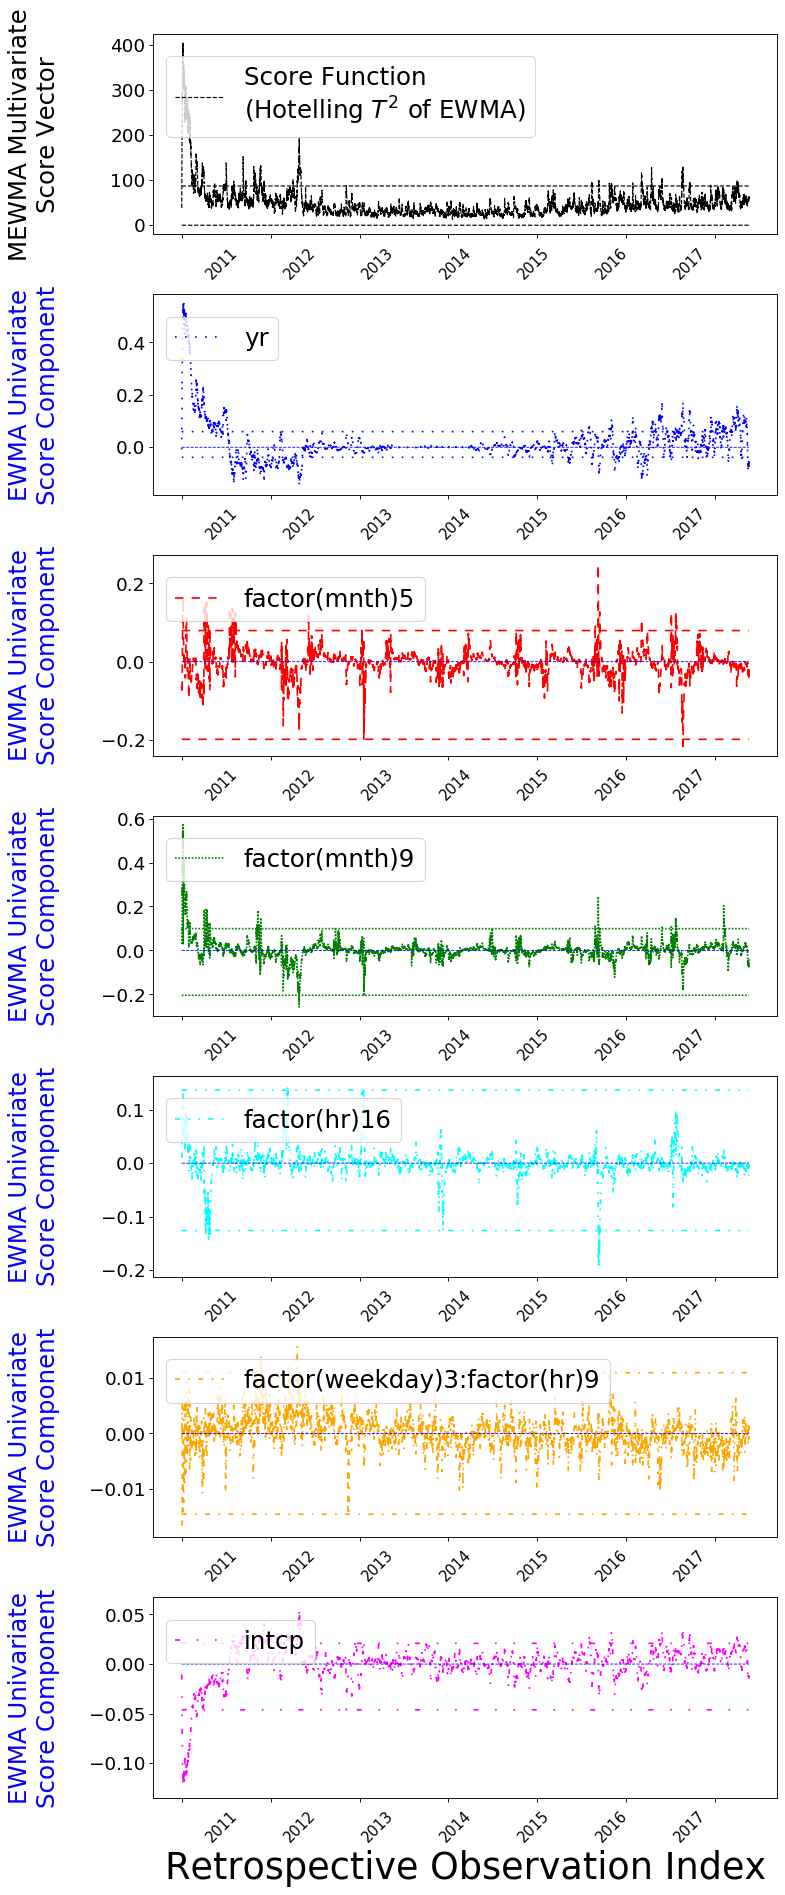 MEWMA Multivariate
Score Vector
400
300
200
100
0
Score Function
(Hotelling T² of EWMA)
2011 2012 2013 2014 2015 2016 2017
EWMA Univariate
Score Component
0.4
0.2
0.0
yr
2011 2012 2013 2014 2015 2016 2017
EWMA Univariate
Score Component
0.2
0.0
−0.2
factor(mnth)5
2011 2012 2013 2014 2015 2016 2017
EWMA Univariate
Score Component
0.6
0.4
0.2
0.0
−0.2
factor(mnth)9
2011 2012 2013 2014 2015 2016 2017
EWMA Univariate
Score Component
0.1
0.0
−0.1
−0.2
factor(hr)16
2011 2012 2013 2014 2015 2016 2017
EWMA Univariate
Score Component
0.01
0.00
−0.01
factor(weekday)3:factor(hr)9
2011 2012 2013 2014 2015 2016 2017
EWMA Univariate
Score Component
0.05
0.00
−0.05
−0.10
intcp
2011 2012 2013 2014 2015 2016 2017
Retrospective Observation Index